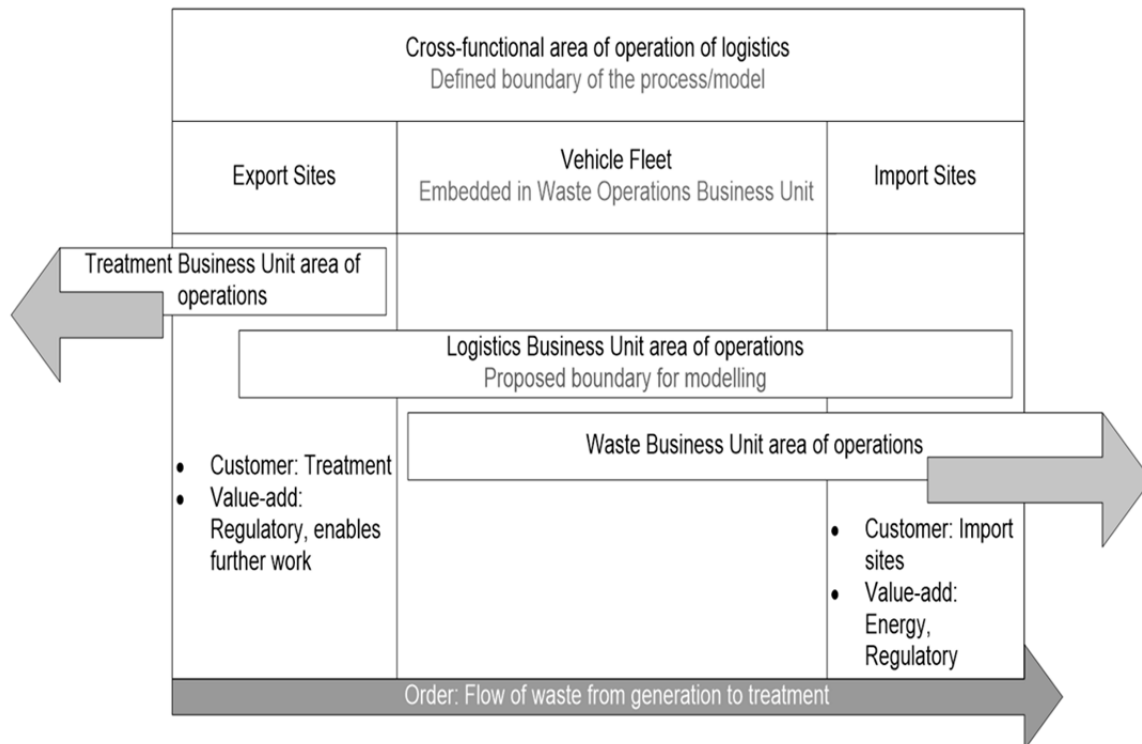 Cross-functional area of operation of logistics
Defined boundary of the process/model
Export Sites
Vehicle Fleet
Embedded in Waste Operations Business Unit
Import Sites
Treatment Business Unit area of
operations
Logistics Business Unit area of operations
Proposed boundary for modelling
Waste Business Unit area of operations
• Customer: Treatment
• Value-add:
Regulatory, enables
further work
• Customer: Import
sites
• Value-add:
Energy,
Regulatory
Order: Flow of waste from generation to treatment